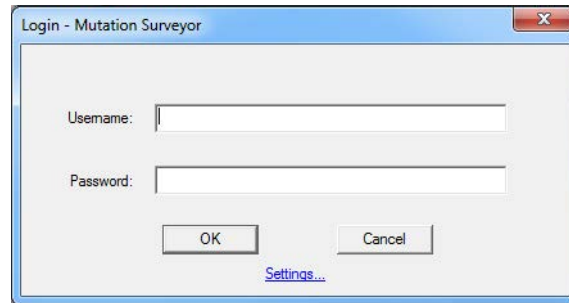 Login - Mutation Surveyor
Username:
Password:
OK Cancel
Settings...